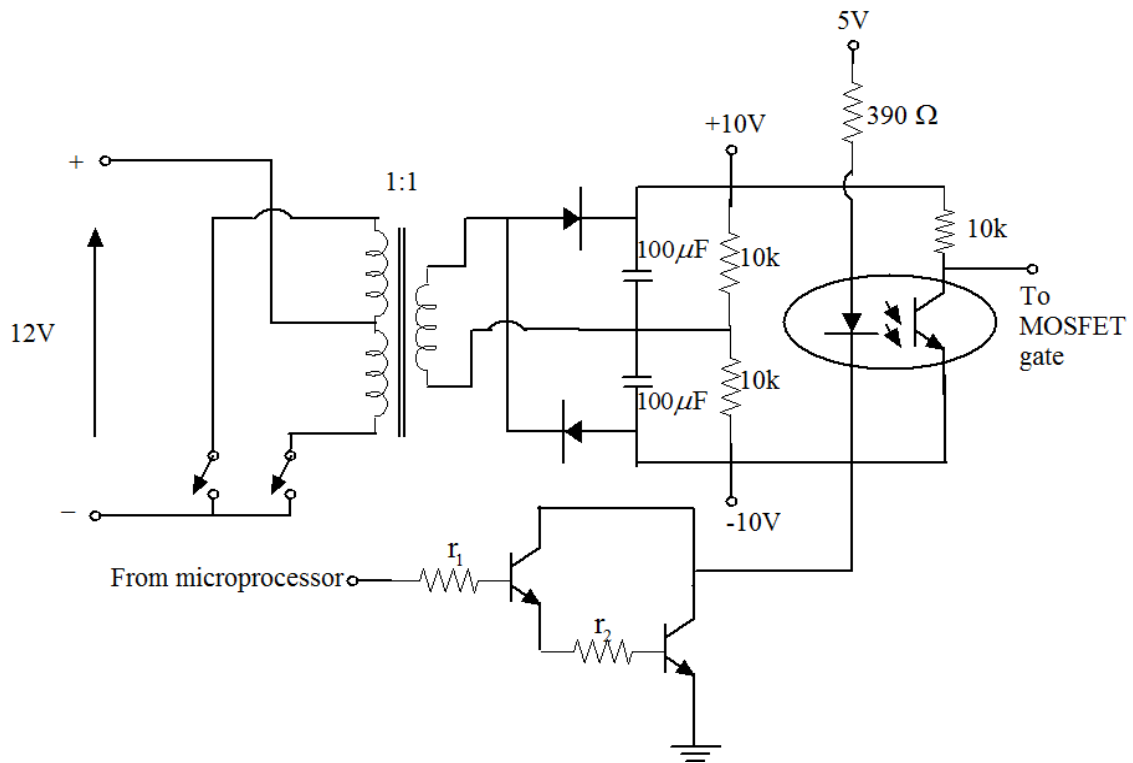 5V
390 Ω
+10V
+
1:1
10k
100μF
10k
12V
To
MOSFET
gate
10k
100μF
−
-10V
r₁
From microprocessor
r₂